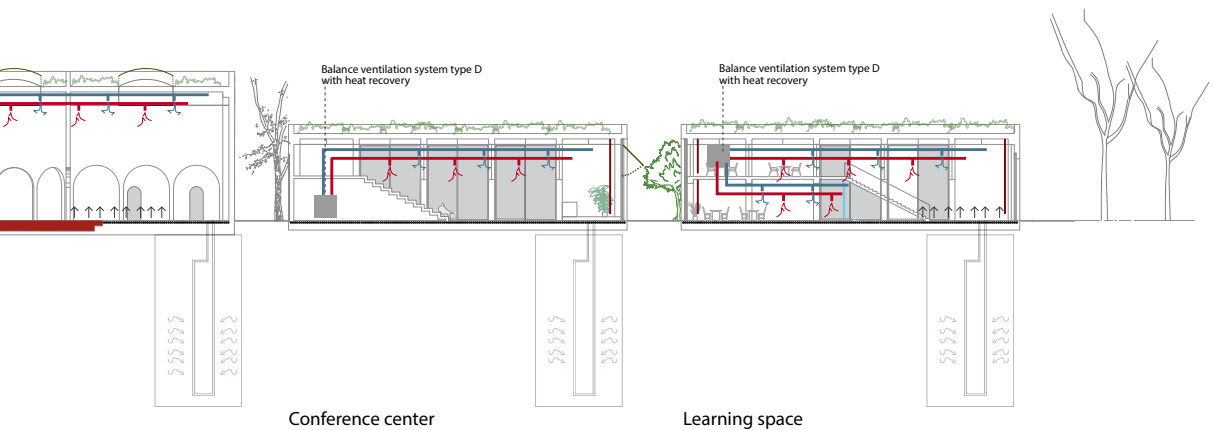 Balance ventilation system type D
with heat recovery
Balance ventilation system type D
with heat recovery
Conference center
Learning space